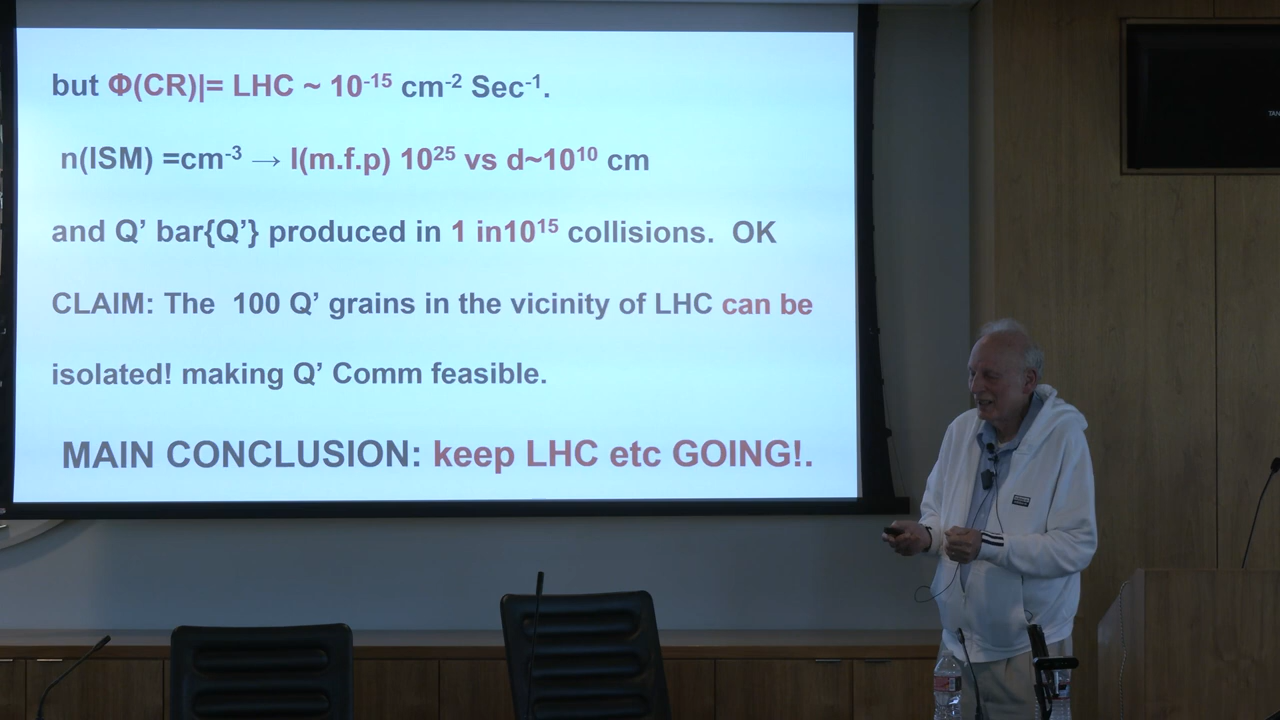 but Φ(CR)|= LHC ~ 10⁻¹⁵ cm⁻² Sec⁻¹.
n(ISM) =cm⁻³ → l(m.f.p) 10²⁵ vs d~10¹⁰ cm
and Q’ bar{Q’} produced in 1 in10¹⁵ collisions. OK
CLAIM: The 100 Q’ grains in the vicinity of LHC can be
isolated! making Q’ Comm feasible.
MAIN CONCLUSION: keep LHC etc GOING!.